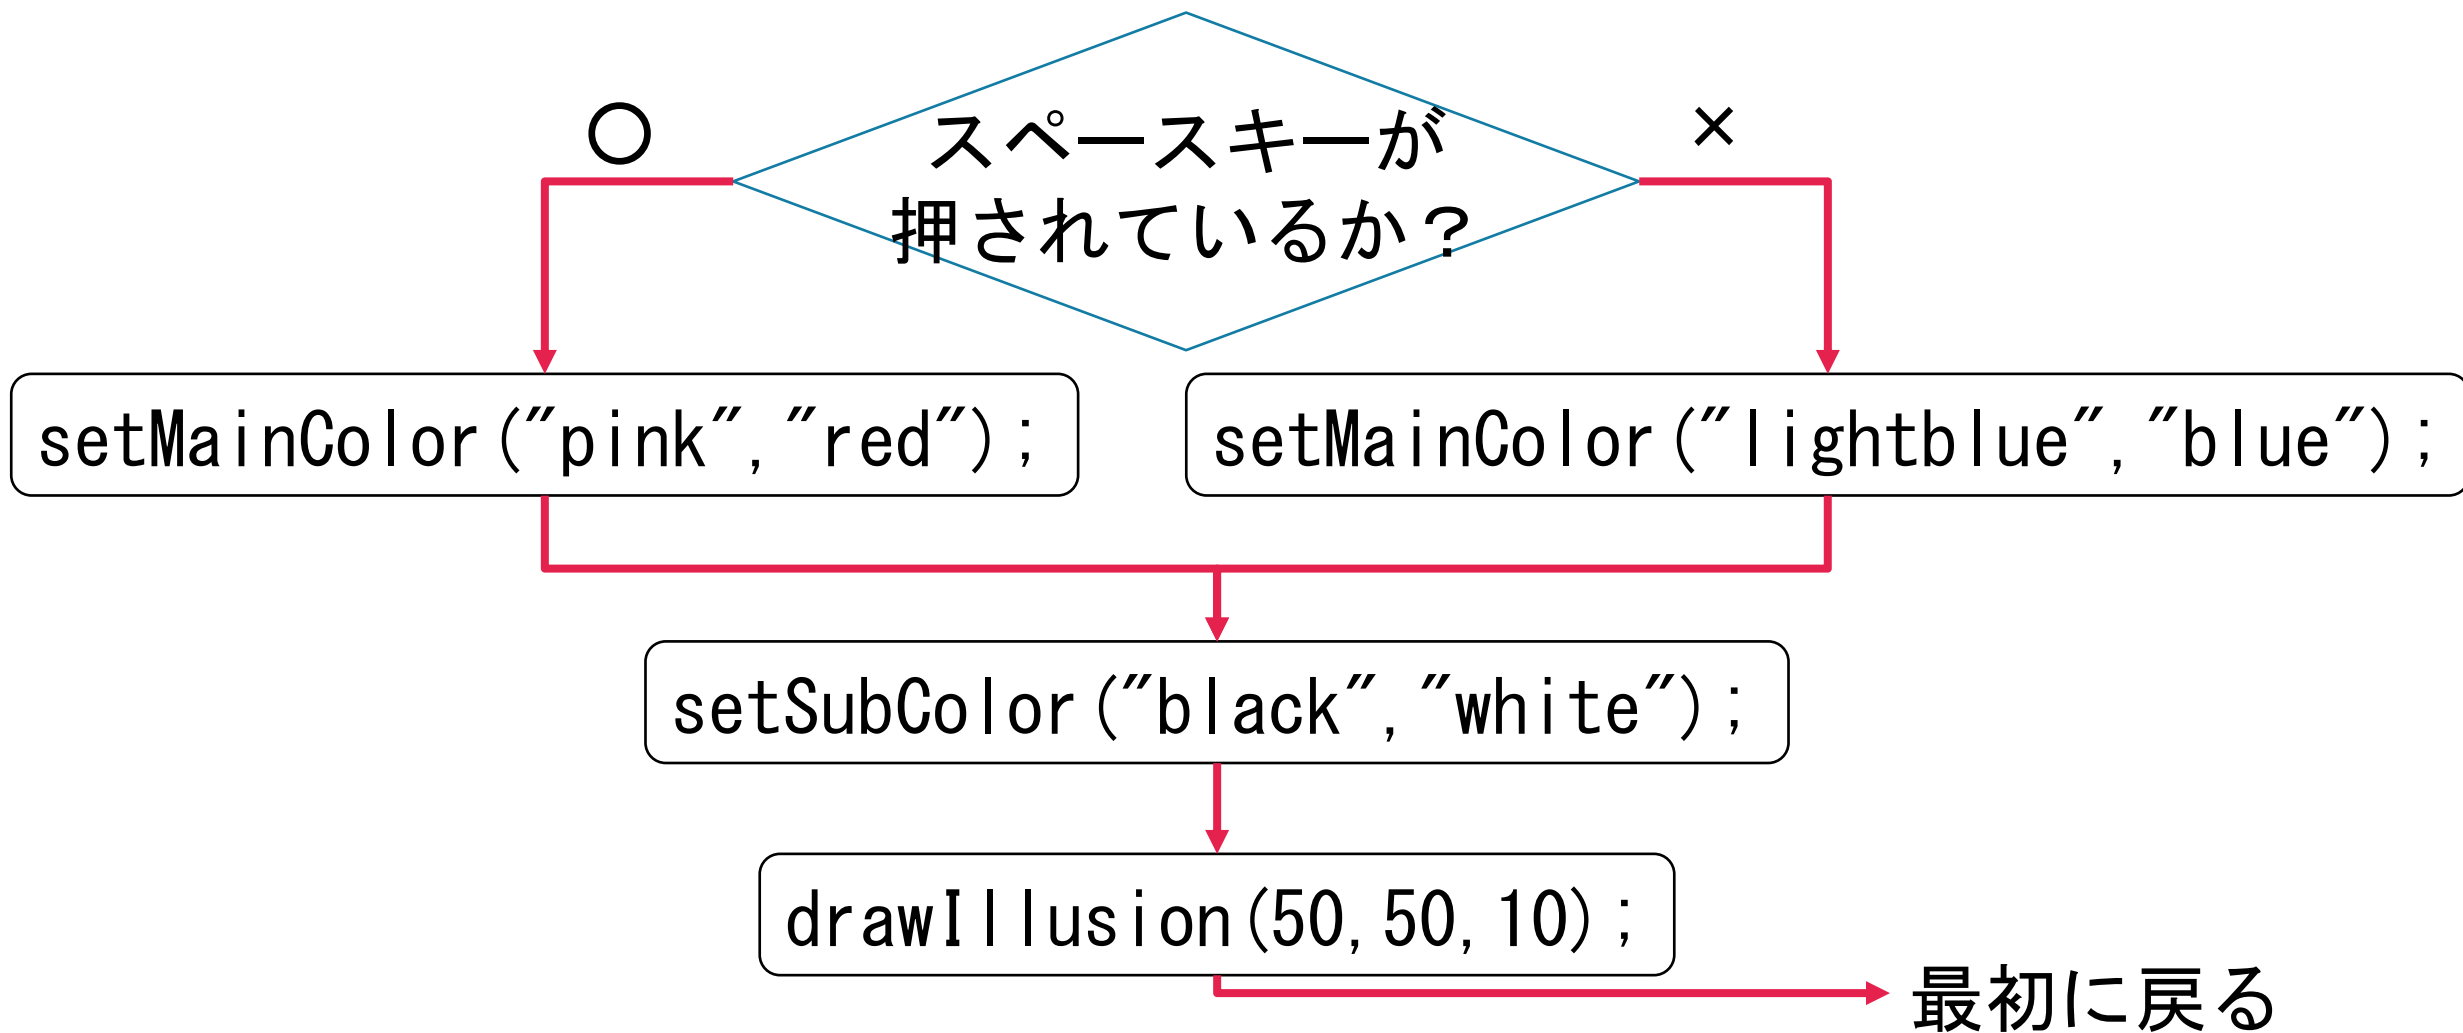 スペースキーが
押されているか？
〇
×
setMainColor("pink","red");
setMainColor("lightblue","blue");
setSubColor("black","white");
drawIllusion(50,50,10);
最初に戻る